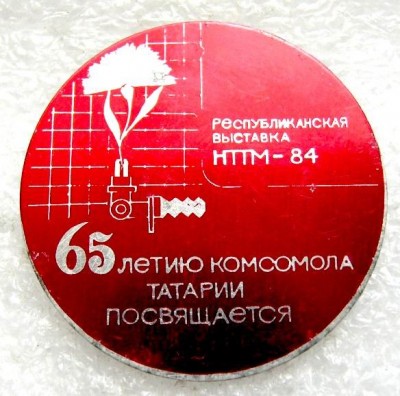 РЕСПУБЛИКАНСКАЯ
ВЫСТАВКА
НТТМ-84
65 летию комсомола
ТАТАРИИ
посвящается